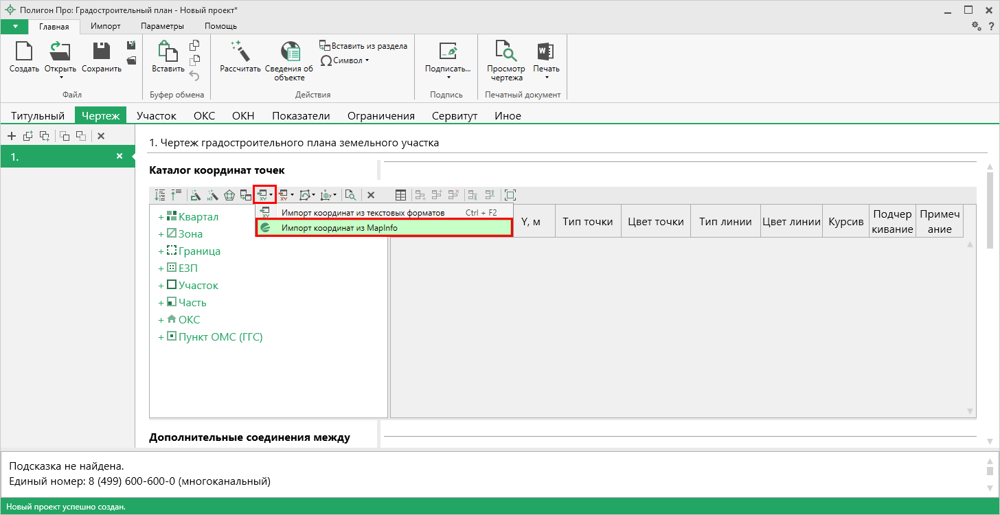 Полигон Про: Градостроительный план - Новый проект*
Главная Импорт Параметры Помощь
?
Создать Открыть Сохранить
Вставить
Рассчитать Сведения об объекте
Вставить из раздела
Символ
Подписать...
Просмотр чертежа Печать
Файл Буфер обмена Действия Подпись Печатный документ
Титульный Чертеж Участок ОКС ОКН Показатели Ограничения Сервитут Иное
1.
1. Чертеж градостроительного плана земельного участка
Каталог координат точек
XY XY
XY Импорт координат из текстовых форматов Ctrl + F2
Импорт координат из MapInfo
+ Квартал
+ Зона
+ Граница
+ ЕЗП
+ Участок
+ Часть
+ ОКС
+ Пункт ОМС (ГГС)
Y, м Тип точки Цвет точки Тип линии Цвет линии Курсив Подчер кивание Примеч ание
Дополнительные соединения между
Подсказка не найдена.
Единый номер: 8 (499) 600-600-0 (многоканальный)
Новый проект успешно создан.